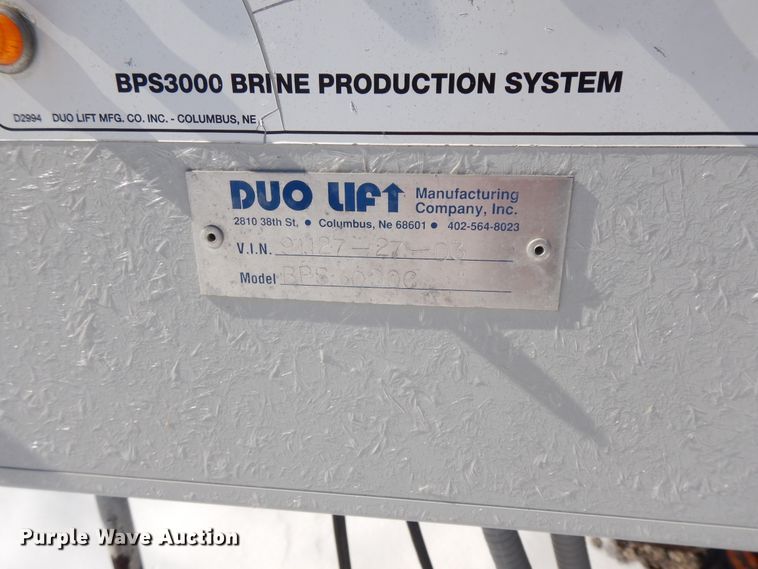 BPS3000 BRINE PRODUCTION SYSTEM
D2994 DUO LIFT MFG. CO. INC. - COLUMBUS, NE
DUO LIFT Manufacturing Company, Inc.
2810 38th St, • Columbus, Ne 68601 • 402-564-8023
V.I.N.
Model
Purple Wave Auction